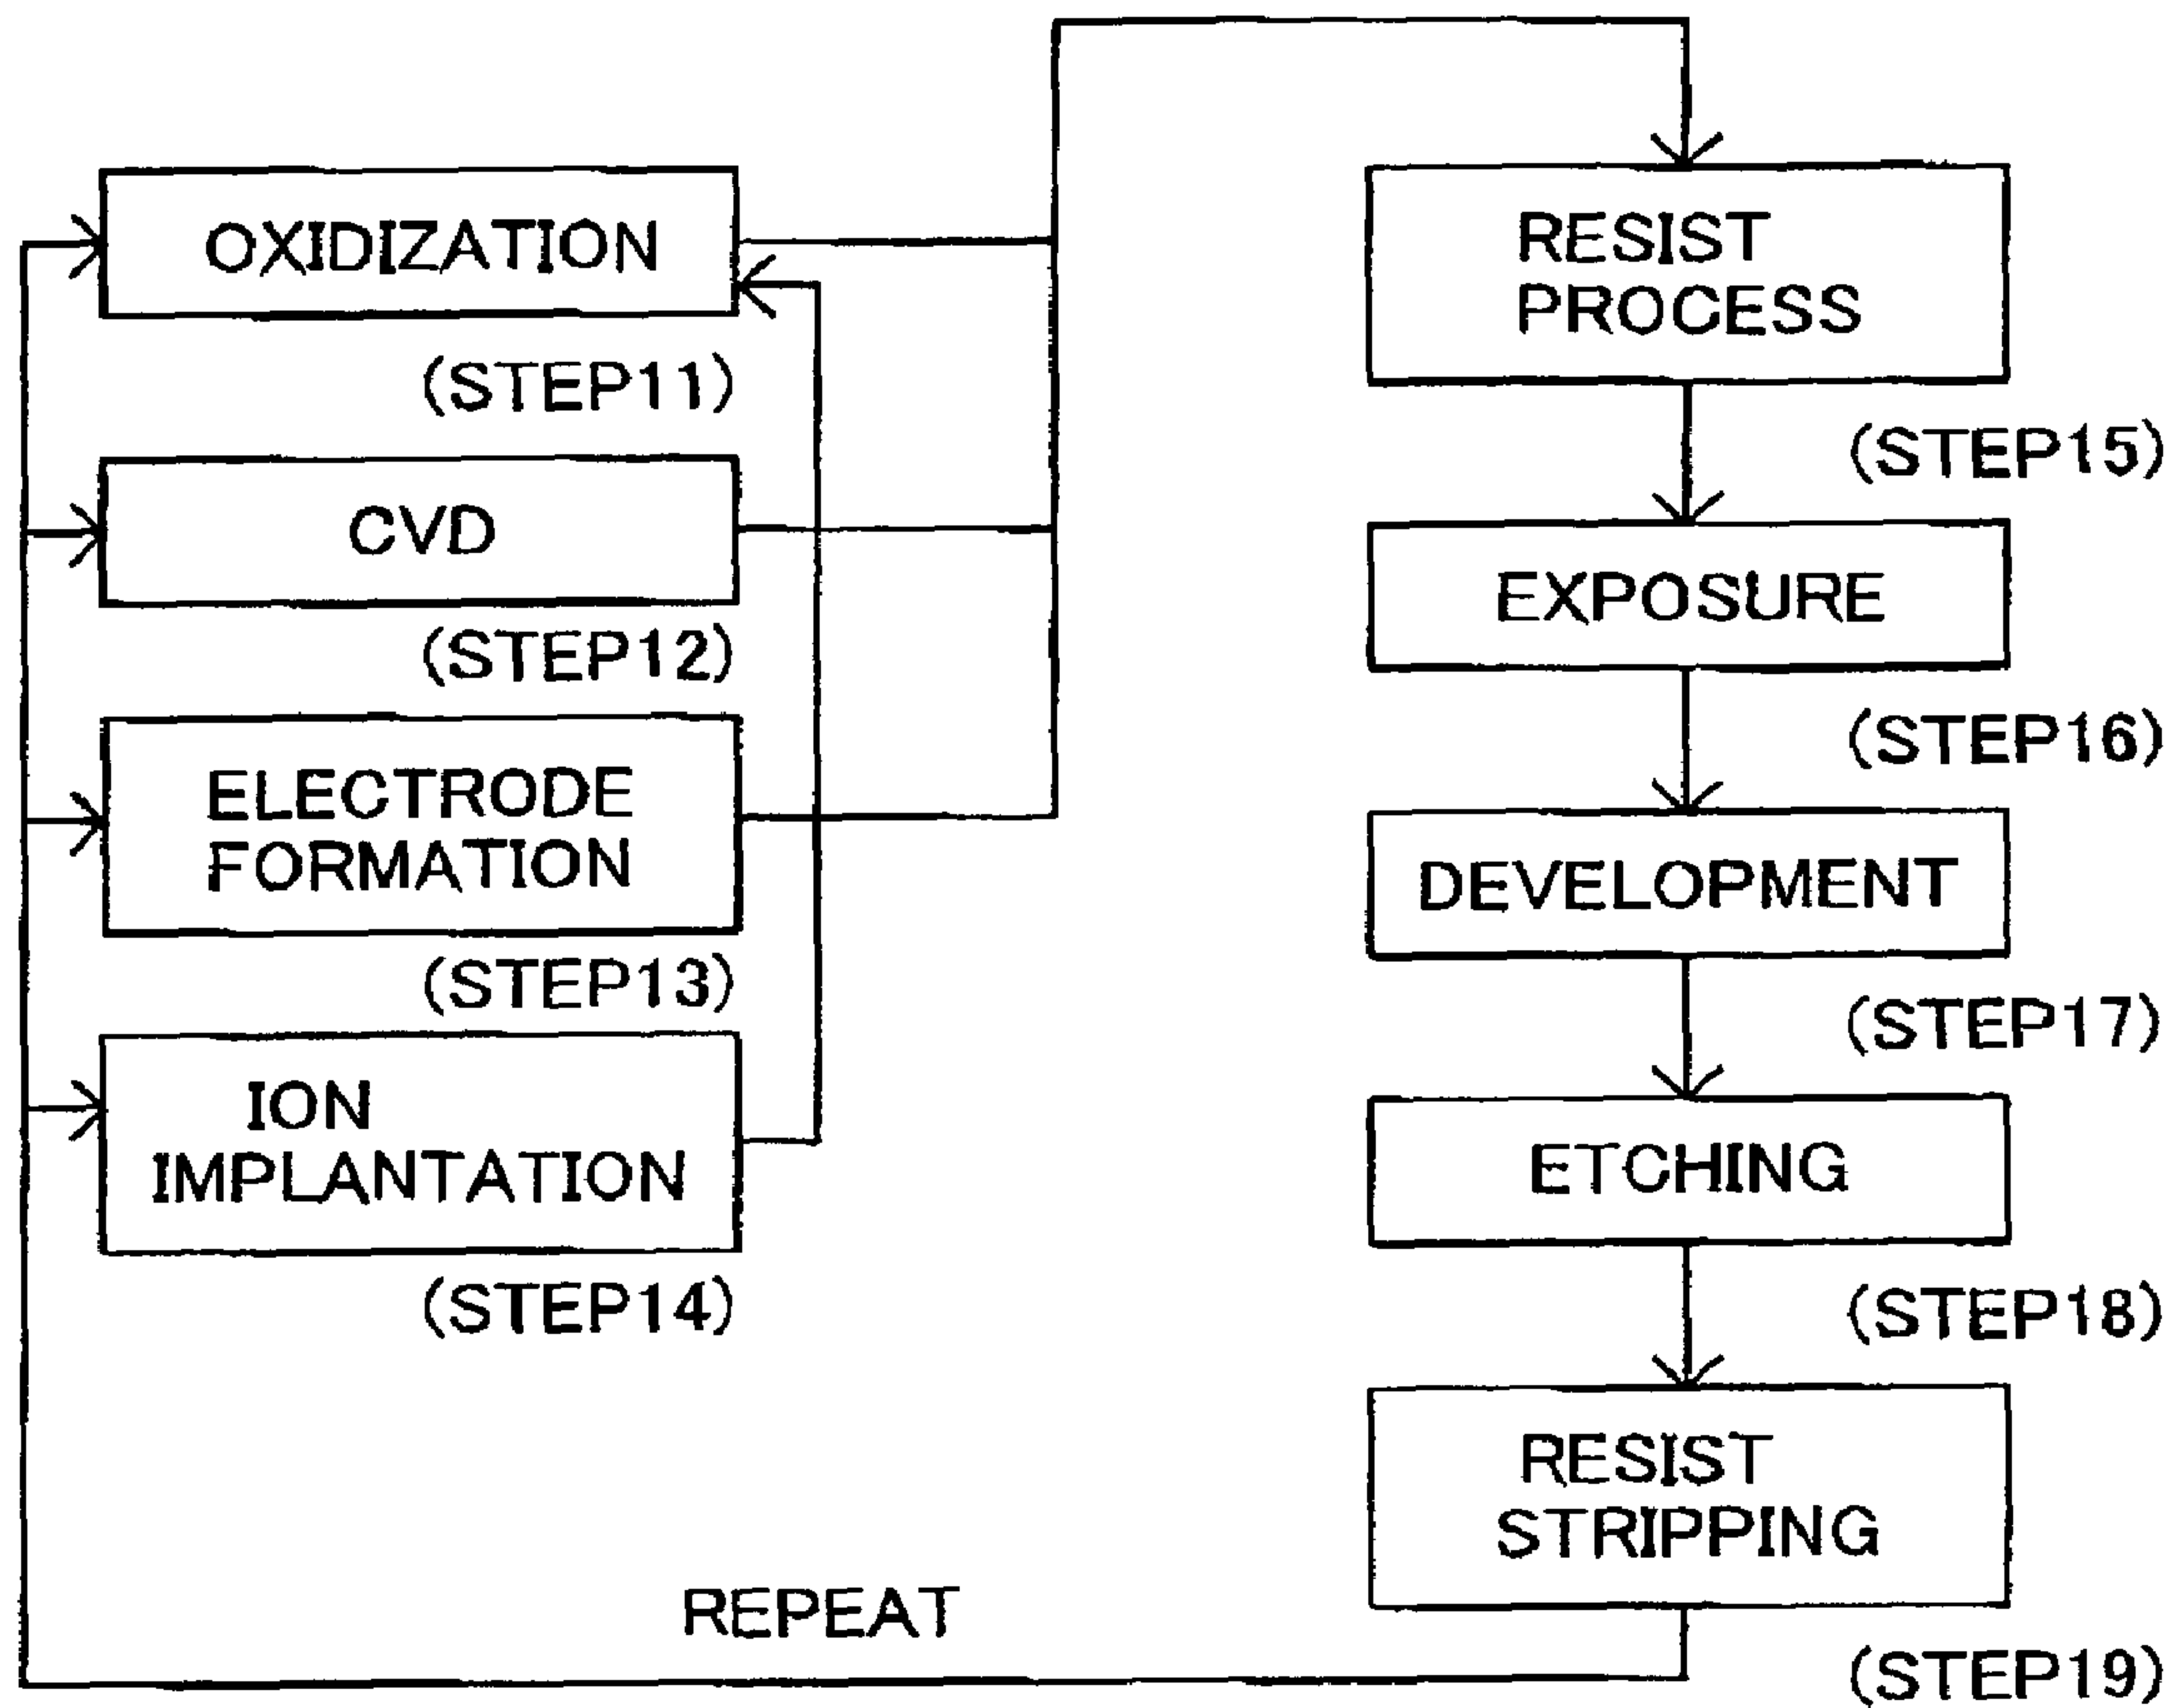 OXIDIZATION
(STEP11)
CVD
(STEP12)
ELECTRODE
FORMATION
(STEP13)
ION
IMPLANTATION
(STEP14)
RESIST
PROCESS
(STEP15)
EXPOSURE
(STEP16)
DEVELOPMENT
(STEP17)
ETCHING
(STEP18)
RESIST
STRIPPING
(STEP19)
REPEAT